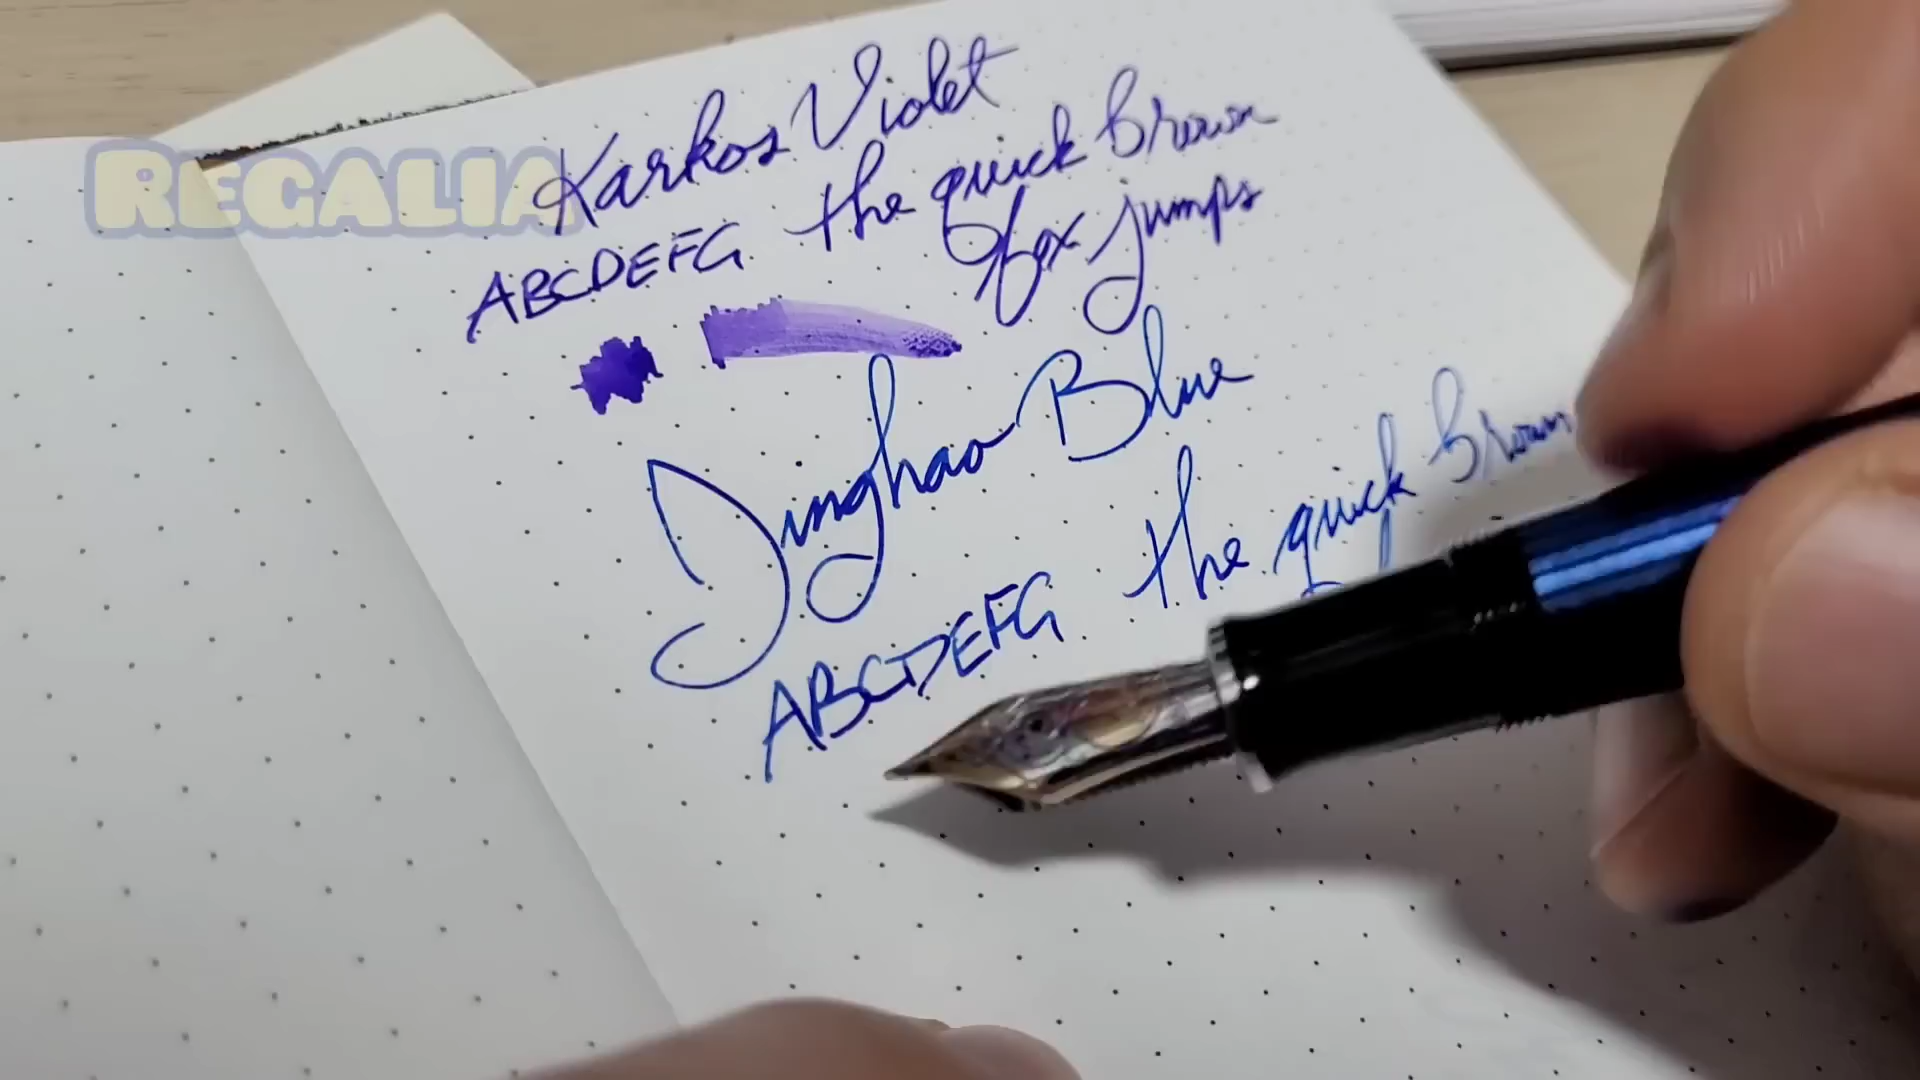 REGALIA
Karkos Violet
ABCDEFG the quick brown
fox jumps
Jinghao Blue
ABCDEFG the quick brown